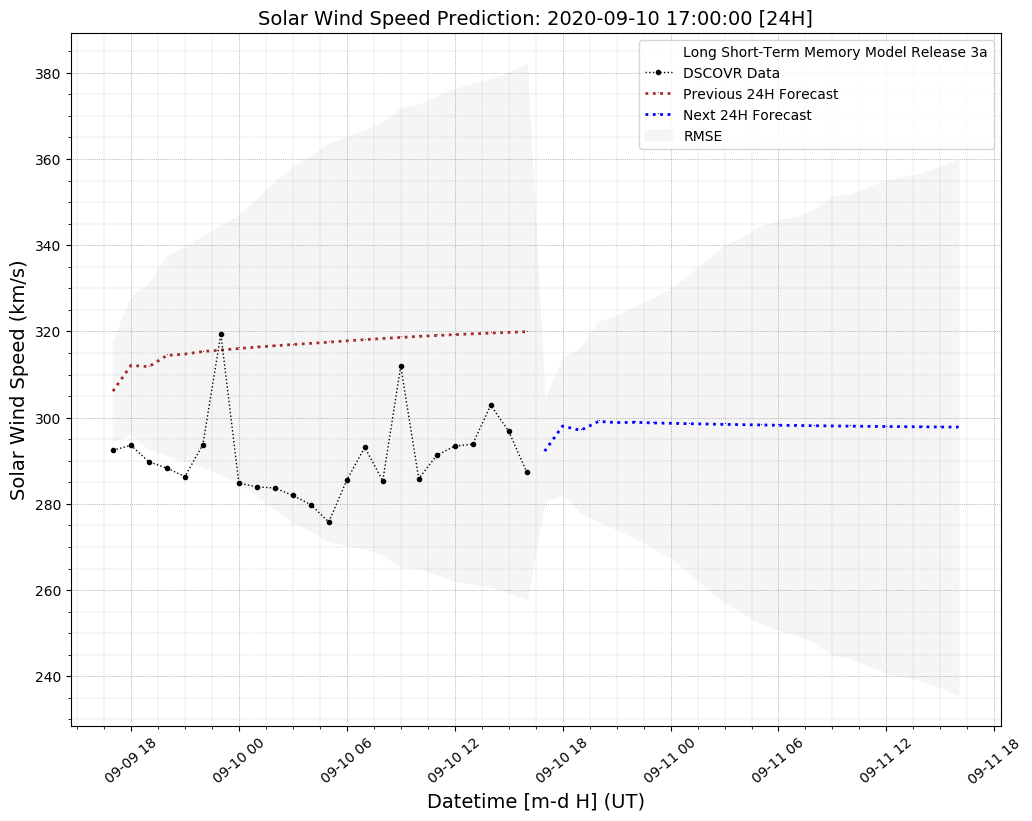 Solar Wind Speed Prediction: 2020-09-10 17:00:00 [24H]
Long Short-Term Memory Model Release 3a
DSCOVR Data
Previous 24H Forecast
Next 24H Forecast
RMSE
Solar Wind Speed (km/s)
380
360
340
320
300
280
260
240
09-09 18
09-10 00
09-10 06
09-10 12
09-10 18
09-11 00
09-11 06
09-11 12
09-11 18
Datetime [m-d H] (UT)